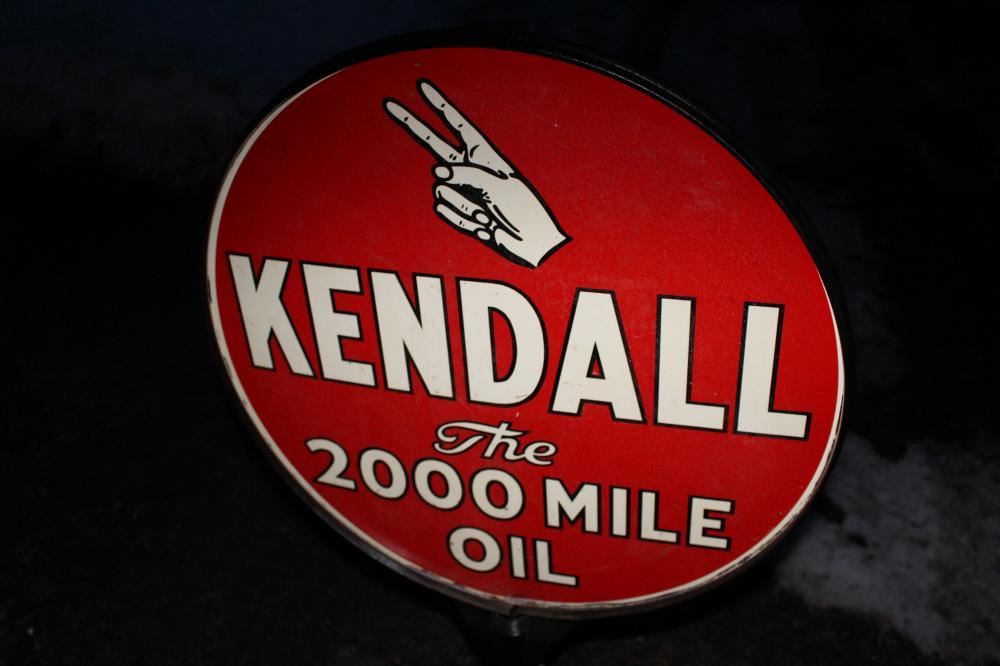 KENDALL
The
2000 MILE
OIL